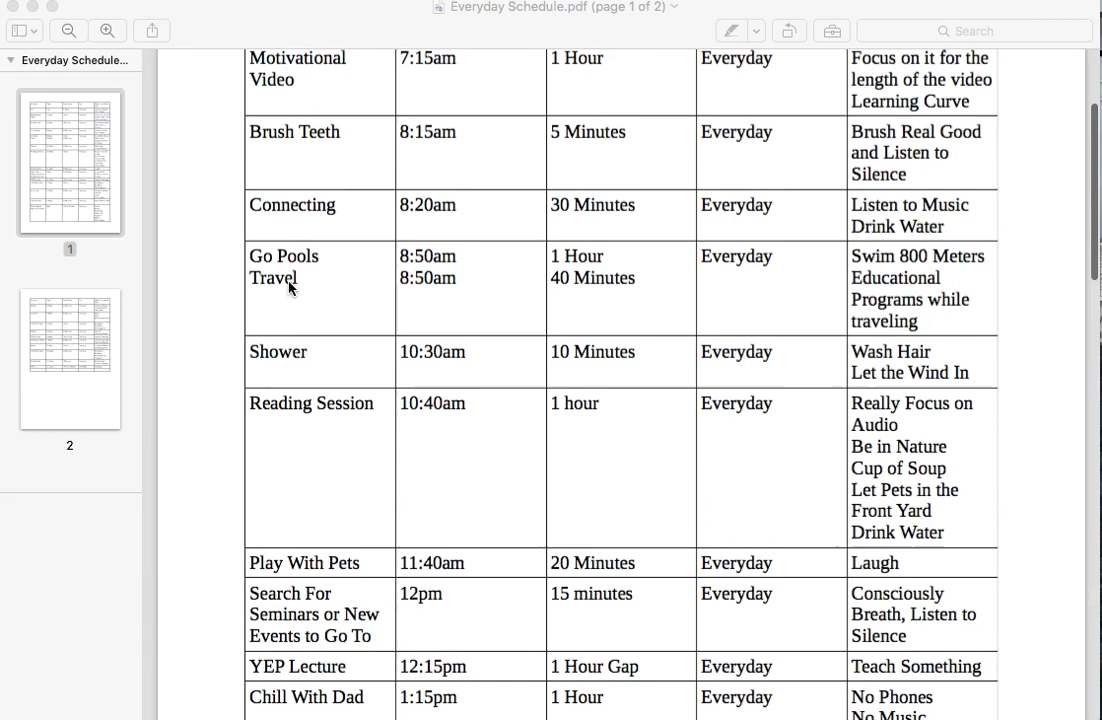 Everyday Schedule.pdf (page 1 of 2)
Search
Everyday Schedule...
1
2
Motivational Video 7:15am 1 Hour Everyday Focus on it for the
length of the video
Learning Curve
Brush Teeth 8:15am 5 Minutes Everyday Brush Real Good
and Listen to
Silence
Connecting 8:20am 30 Minutes Everyday Listen to Music
Drink Water
Go Pools 8:50am 1 Hour Everyday Swim 800 Meters
Travel 8:50am 40 Minutes Educational
Programs while
traveling
Shower 10:30am 10 Minutes Everyday Wash Hair
Let the Wind In
Reading Session 10:40am 1 hour Everyday Really Focus on
Audio
Be in Nature
Cup of Soup
Let Pets in the
Front Yard
Drink Water
Play With Pets 11:40am 20 Minutes Everyday Laugh
Search For 12pm 15 minutes Everyday Consciously
Seminars or New Breath, Listen to
Events to Go To Silence
YEP Lecture 12:15pm 1 Hour Gap Everyday Teach Something
Chill With Dad 1:15pm 1 Hour Everyday No Phones
No Music